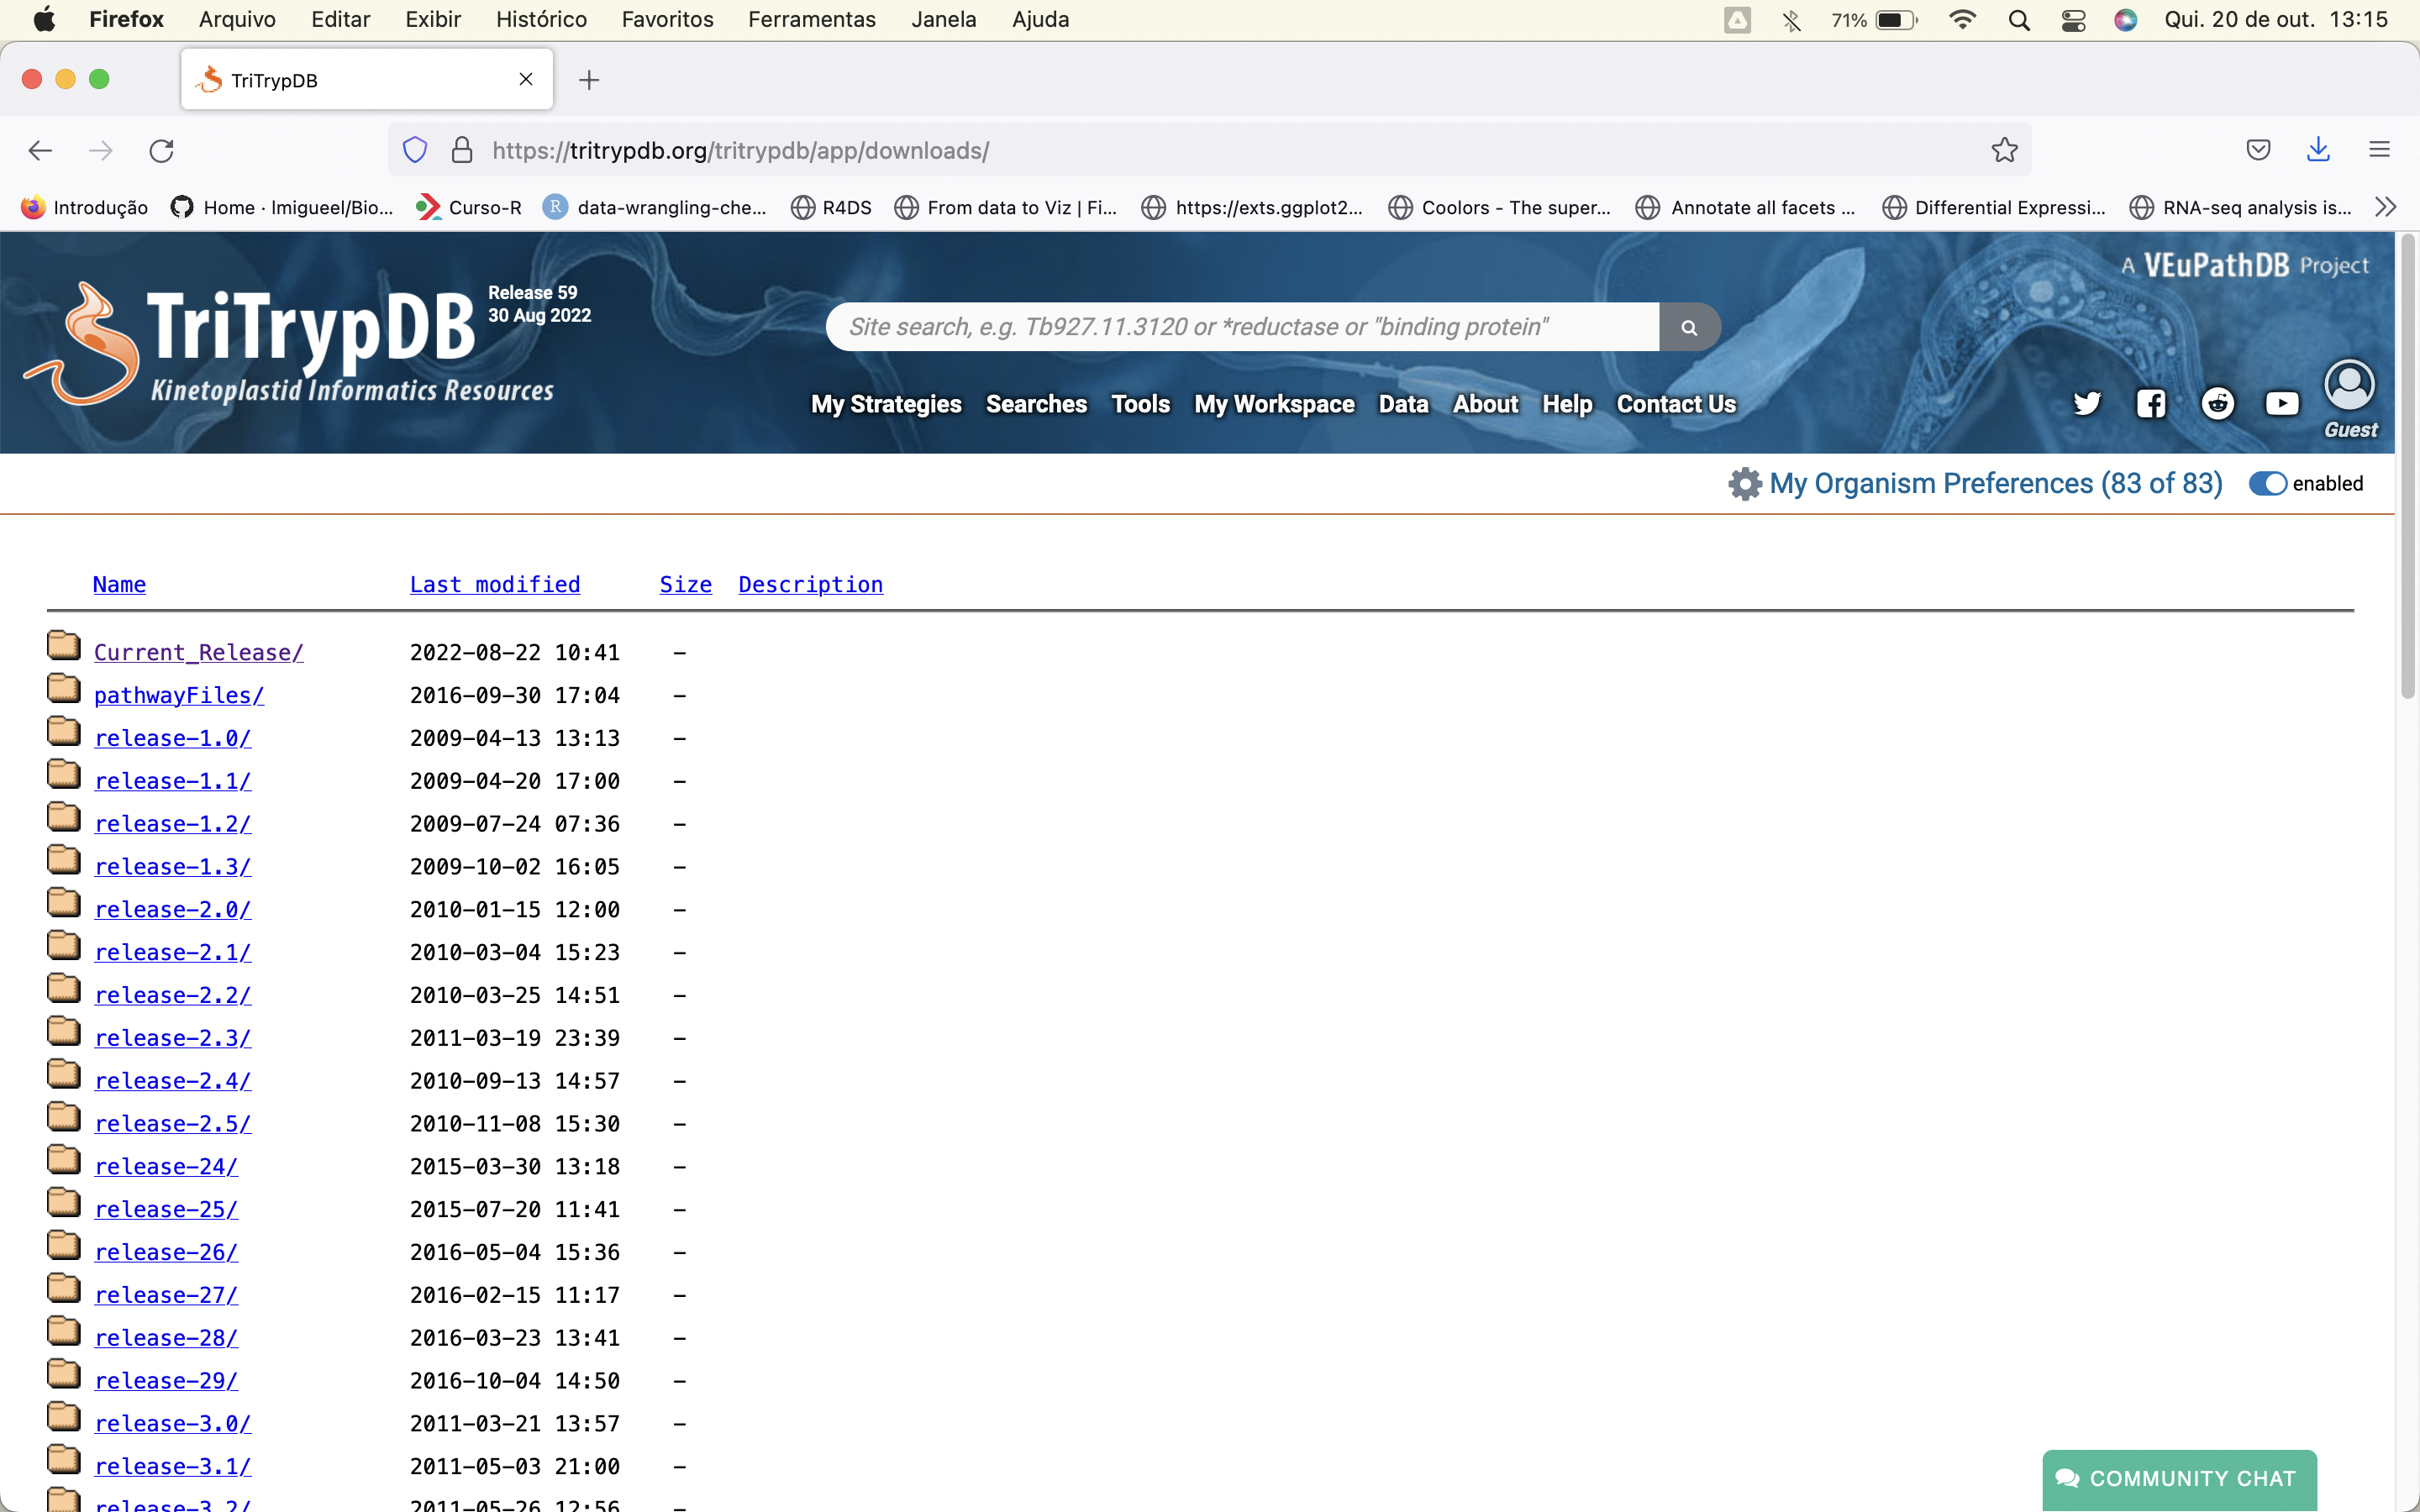 Firefox Arquivo Editar Exibir Histórico Favoritos Ferramentas Janela Ajuda 71% Qui. 20 de out. 13:15
TriTrypDB
https://tritrypdb.org/tritrypdb/app/downloads/
Introdução Home · Imigueel/Bio... Curso-R data-wrangling-che... R4DS From data to Viz | Fi... https://exts.ggplot2... Coolors - The super... Annotate all facets ... Differential Expressi... RNA-seq analysis is...
A VEuPathDB Project
TriTrypDB
Release 59
30 Aug 2022
Kinetoplastid Informatics Resources
Site search, e.g. Tb927.11.3120 or *reductase or "binding protein"
My Strategies Searches Tools My Workspace Data About Help Contact Us
Guest
My Organism Preferences (83 of 83) enabled
Name Last modified Size Description
Current_Release/ 2022-08-22 10:41 -
pathwayFiles/ 2016-09-30 17:04 -
release-1.0/ 2009-04-13 13:13 -
release-1.1/ 2009-04-20 17:00 -
release-1.2/ 2009-07-24 07:36 -
release-1.3/ 2009-10-02 16:05 -
release-2.0/ 2010-01-15 12:00 -
release-2.1/ 2010-03-04 15:23 -
release-2.2/ 2010-03-25 14:51 -
release-2.3/ 2011-03-19 23:39 -
release-2.4/ 2010-09-13 14:57 -
release-2.5/ 2010-11-08 15:30 -
release-24/ 2015-03-30 13:18 -
release-25/ 2015-07-20 11:41 -
release-26/ 2016-05-04 15:36 -
release-27/ 2016-02-15 11:17 -
release-28/ 2016-03-23 13:41 -
release-29/ 2016-10-04 14:50 -
release-3.0/ 2011-03-21 13:57 -
release-3.1/ 2011-05-03 21:00 -
release-3.2/ 2011-05-26 12:56 -
COMMUNITY CHAT